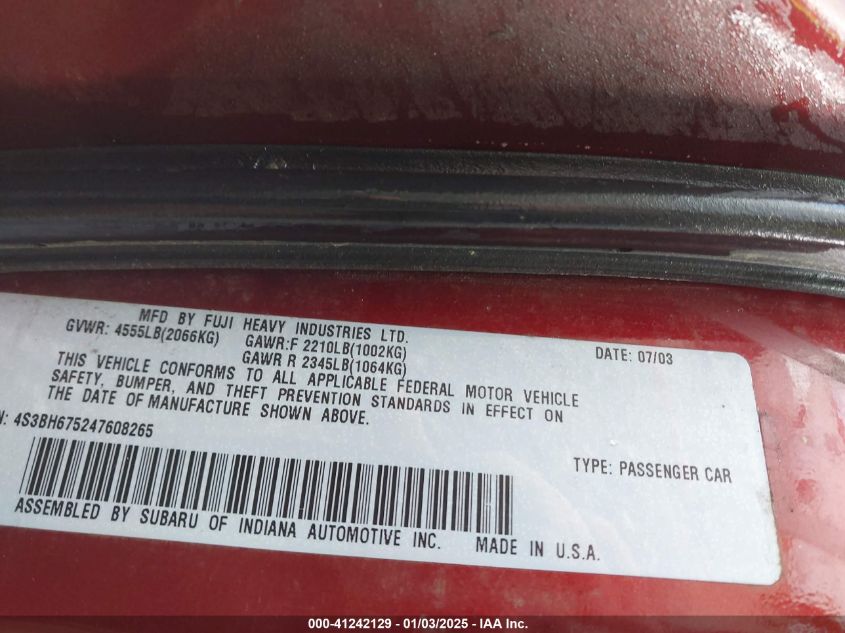 MFD BY FUJI HEAVY INDUSTRIES LTD.
GVWR: 4555LB(2066KG) GAWR:F 2210LB(1002KG) DATE: 07/03
GAWR R 2345LB(1064KG)
THIS VEHICLE CONFORMS TO ALL APPLICABLE FEDERAL MOTOR VEHICLE
SAFETY, BUMPER, AND THEFT PREVENTION STANDARDS IN EFFECT ON
THE DATE OF MANUFACTURE SHOWN ABOVE.
N: 4S3BH675247608265
TYPE: PASSENGER CAR
ASSEMBLED BY SUBARU OF INDIANA AUTOMOTIVE INC. MADE IN U.S.A.
000-41242129 - 01/03/2025 - IAA Inc.